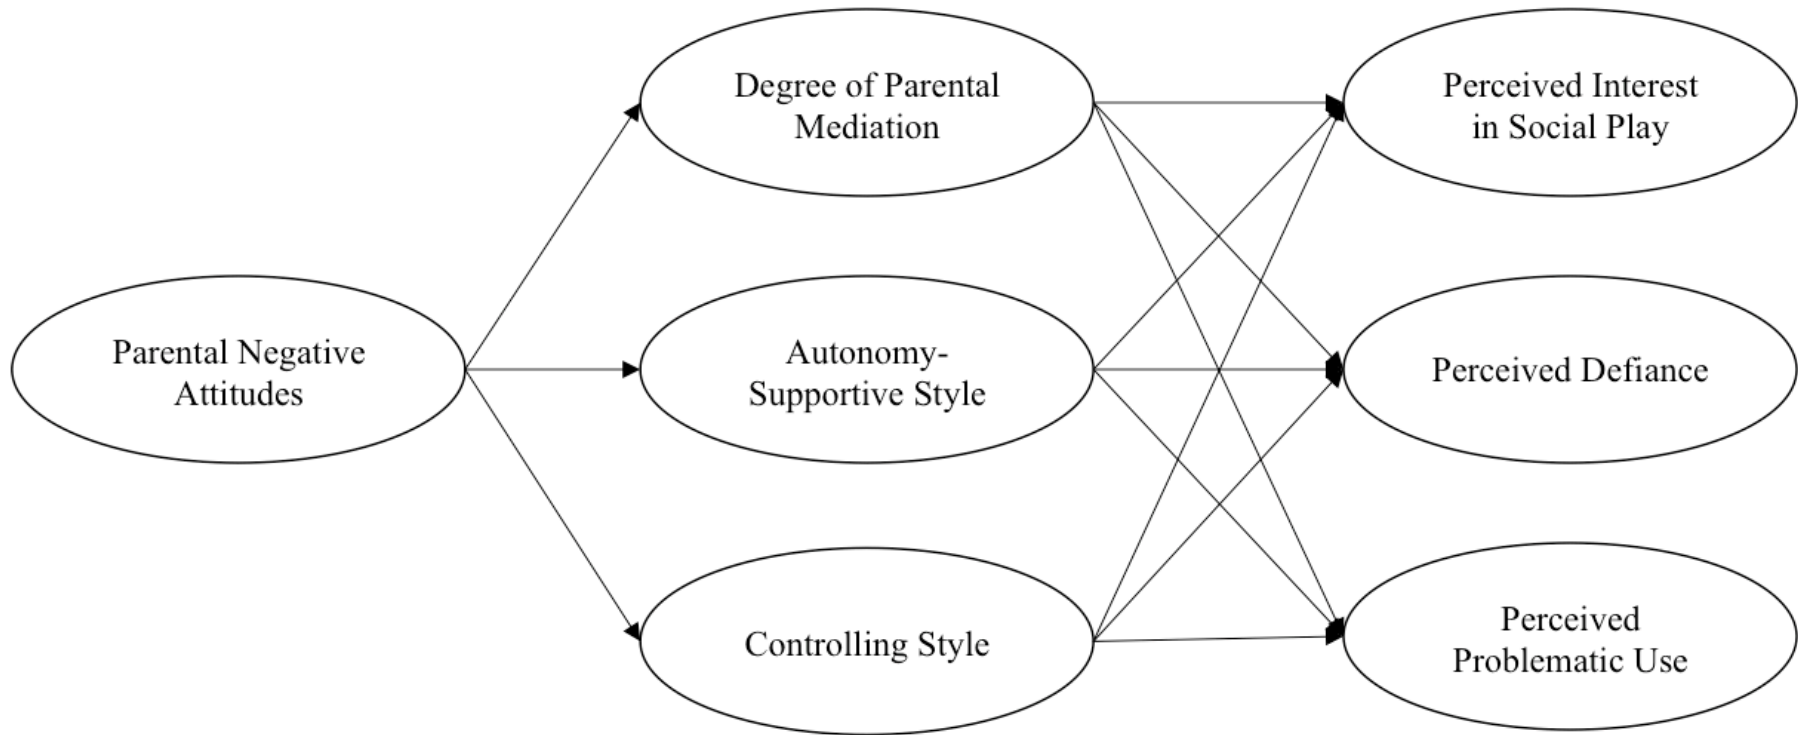 Degree of Parental
Mediation
Perceived Interest
in Social Play
Parental Negative
Attitudes
Autonomy-
Supportive Style
Perceived Defiance
Controlling Style
Perceived
Problematic Use